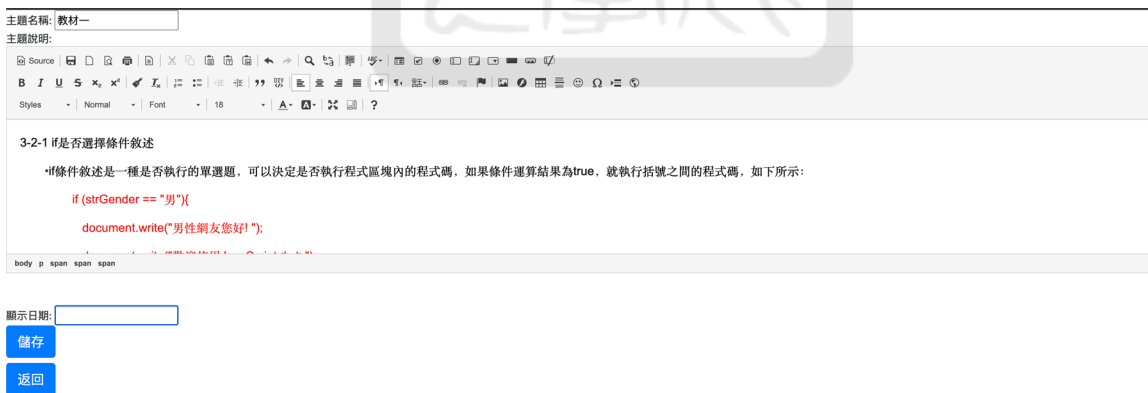 主題名稱: 教材一
主題說明:
Source
Styles Normal Font 18
3-2-1 if是否選擇條件敘述
•if條件敘述是一種是否執行的單選題，可以決定是否執行程式區塊內的程式碼，如果條件運算結果為true，就執行括號之間的程式碼，如下所示：
if (strGender == "男"){
document.write("男性網友您好! ");
body p span span span
顯示日期:
儲存
返回